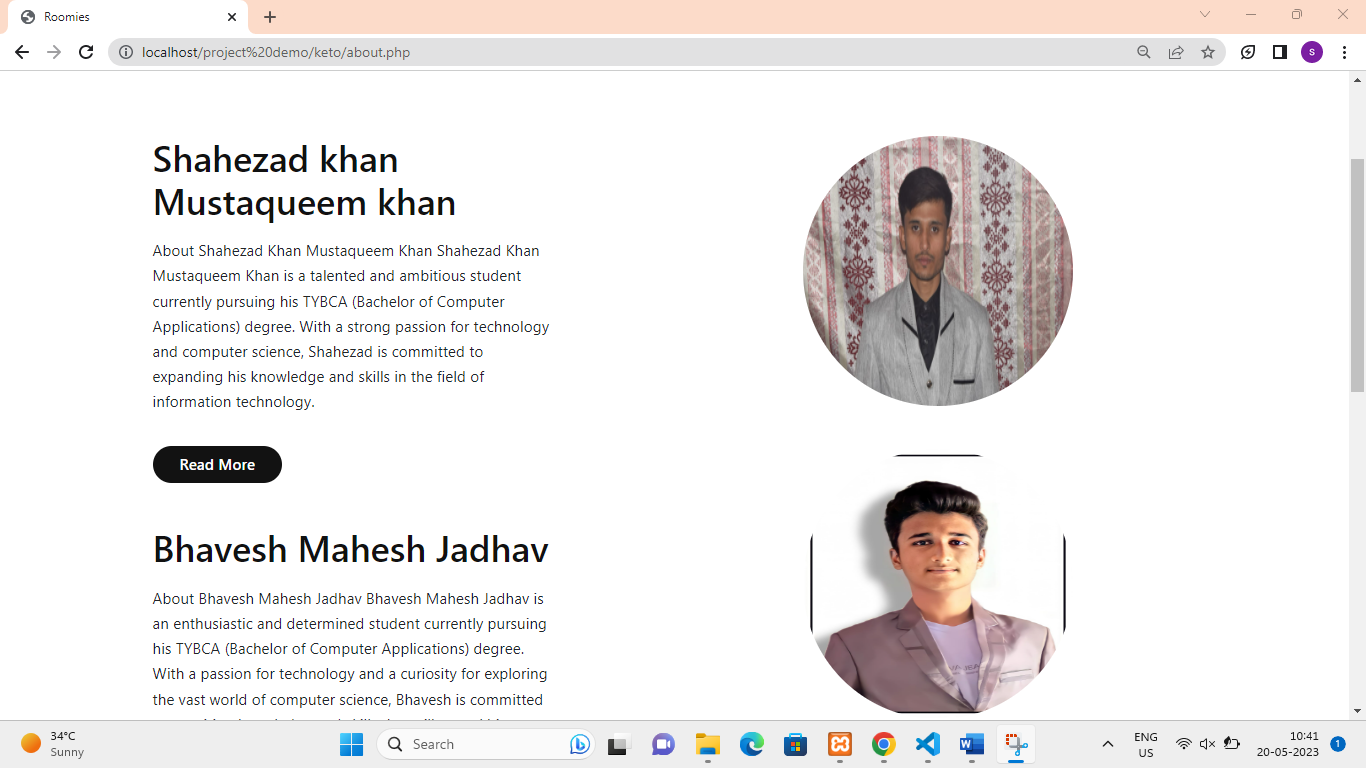 Roomies
localhost/project%20demo/keto/about.php
s
Shahezad khan
Mustaqueem khan
About Shahezad Khan Mustaqueem Khan Shahezad Khan
Mustaqueem Khan is a talented and ambitious student
currently pursuing his TYBCA (Bachelor of Computer
Applications) degree. With a strong passion for technology
and computer science, Shahezad is committed to
expanding his knowledge and skills in the field of
information technology.
Read More
Bhavesh Mahesh Jadhav
About Bhavesh Mahesh Jadhav Bhavesh Mahesh Jadhav is
an enthusiastic and determined student currently pursuing
his TYBCA (Bachelor of Computer Applications) degree.
With a passion for technology and a curiosity for exploring
the vast world of computer science, Bhavesh is committed
34°C
Sunny
Search
ENG
US
10:41
20-05-2023
1